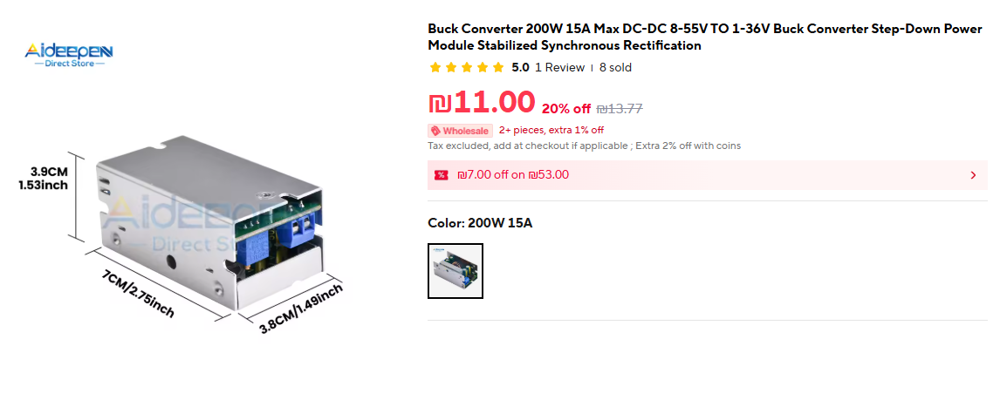 Aideepen
Direct Store
3.9CM
1.53inch
Aideepen
Direct Store
7CM/2.75inch
3.8CM/1.49inch
Buck Converter 200W 15A Max DC-DC 8-55V TO 1-36V Buck Converter Step-Down Power
Module Stabilized Synchronous Rectification
5.0 1 Review | 8 sold
₪11.00 20% off ₪13.77
Wholesale 2+ pieces, extra 1% off
Tax excluded, add at checkout if applicable ; Extra 2% off with coins
% ₪7.00 off on ₪53.00
Color: 200W 15A